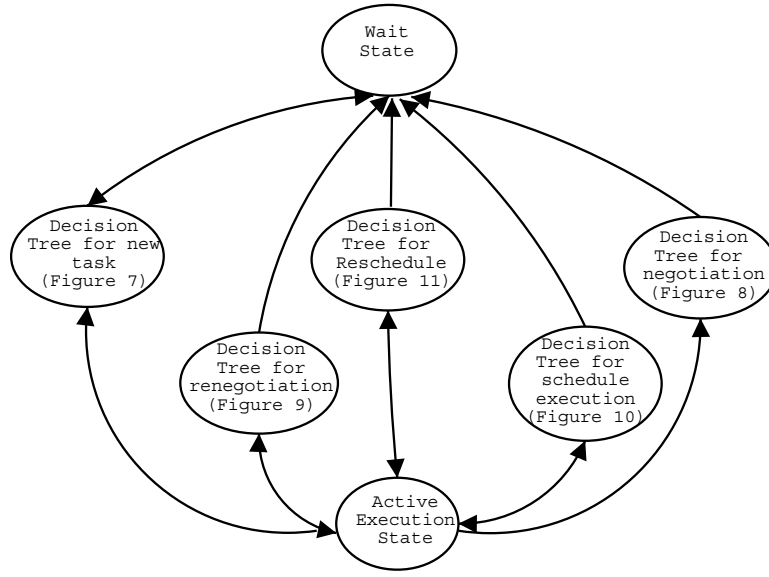 Wait
State
Decision
Tree for new
task
(Figure 7)
Decision
Tree for
Reschedule
(Figure 11)
Decision
Tree for
negotiation
(Figure 8)
Decision
Tree for
renegotiation
(Figure 9)
Decision
Tree for
schedule
execution
(Figure 10)
Active
Execution
State